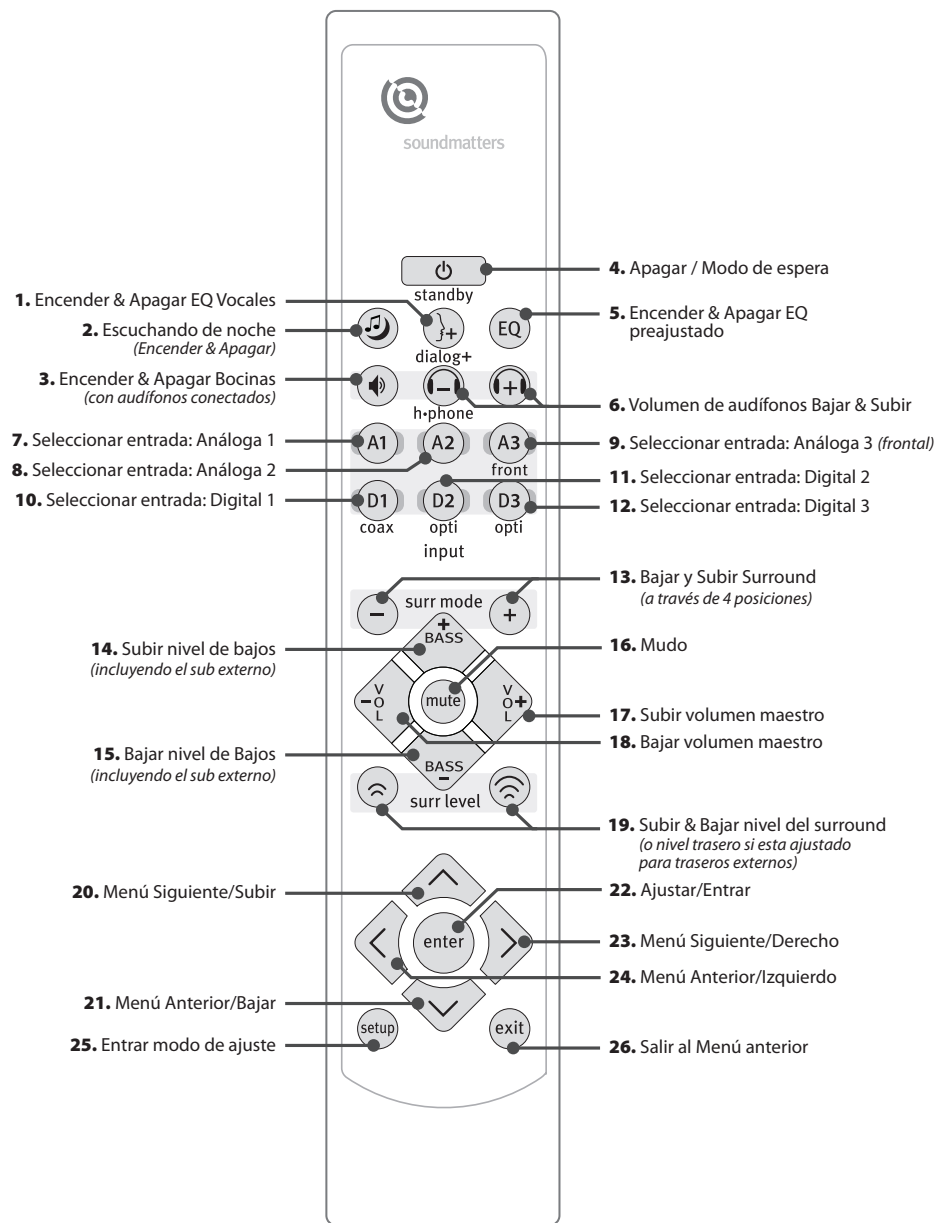 soundmatters
4. Apagar / Modo de espera
standby
1. Encender & Apagar EQ Vocales
5. Encender & Apagar EQ
preajustado
2. Escuchando de noche
(Encender & Apagar)
}+
EQ
dialog+
3. Encender & Apagar Bocinas
(con audífonos conectados)
−
+
h•phone
6. Volumen de audífonos Bajar & Subir
7. Seleccionar entrada: Análoga 1
A1
A2
A3
9. Seleccionar entrada: Análoga 3 (frontal)
front
8. Seleccionar entrada: Análoga 2
11. Seleccionar entrada: Digital 2
10. Seleccionar entrada: Digital 1
D1
D2
D3
12. Seleccionar entrada: Digital 3
coax
opti
opti
input
13. Bajar y Subir Surround
(a través de 4 posiciones)
−
surr mode
+
+
BASS
14. Subir nivel de bajos
(incluyendo el sub externo)
16. Mudo
−VOL
mute
VOL+
17. Subir volumen maestro
18. Bajar volumen maestro
15. Bajar nivel de Bajos
(incluyendo el sub externo)
BASS
−
surr level
19. Subir & Bajar nivel del surround
(o nivel trasero si esta ajustado
para traseros externos)
20. Menú Siguiente/Subir
22. Ajustar/Entrar
enter
23. Menú Siguiente/Derecho
24. Menú Anterior/Izquierdo
21. Menú Anterior/Bajar
setup
exit
25. Entrar modo de ajuste
26. Salir al Menú anterior